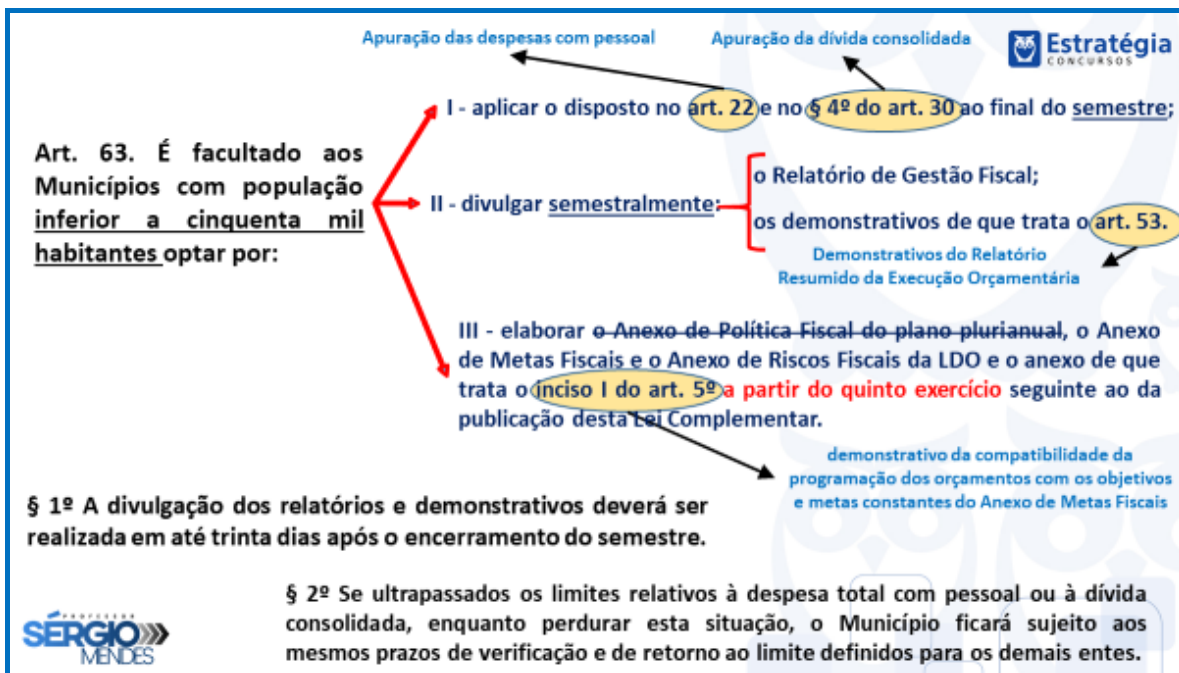 Apuração das despesas com pessoal
Apuração da dívida consolidada
Estratégia
CONCURSOS
I - aplicar o disposto no art. 22 e no § 4º do art. 30 ao final do semestre;
Art. 63. É facultado aos
Municípios com população
inferior a cinquenta mil
habitantes optar por:
II - divulgar semestralmente:
o Relatório de Gestão Fiscal;
os demonstrativos de que trata o art. 53.
Demonstrativos do Relatório
Resumido da Execução Orçamentária
III - elaborar o Anexo de Política Fiscal do plano plurianual, o Anexo
de Metas Fiscais e o Anexo de Riscos Fiscais da LDO e o anexo de que
trata o inciso I do art. 5º a partir do quinto exercício seguinte ao da
publicação desta Lei Complementar.
demonstrativo da compatibilidade da
programação dos orçamentos com os objetivos
e metas constantes do Anexo de Metas Fiscais
§ 1º A divulgação dos relatórios e demonstrativos deverá ser
realizada em até trinta dias após o encerramento do semestre.
§ 2º Se ultrapassados os limites relativos à despesa total com pessoal ou à dívida
consolidada, enquanto perdurar esta situação, o Município ficará sujeito aos
mesmos prazos de verificação e de retorno ao limite definidos para os demais entes.
PROFESSOR
SÉRGIO
MENDES